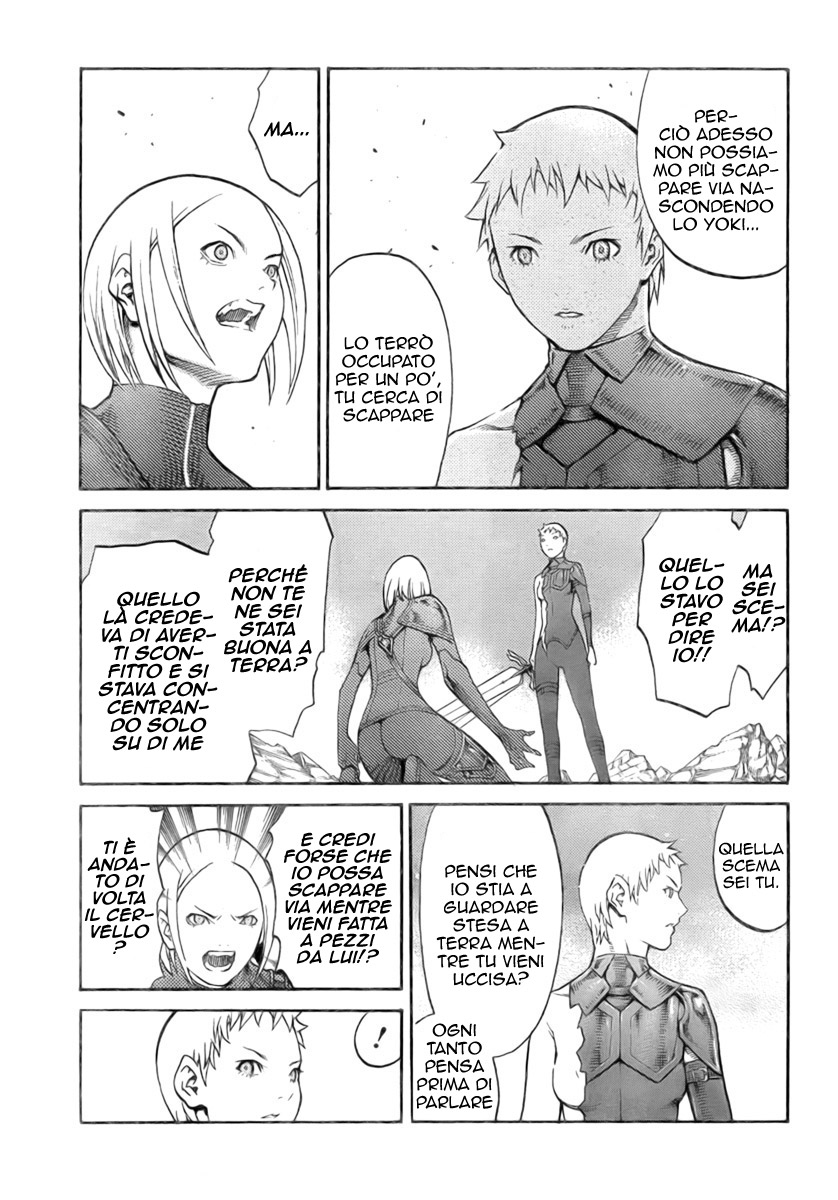 PER-
CIÒ ADESSO
NON POSSIA-
MO PIÙ SCAP-
PARE VIA NA-
SCONDENDO
LO YOKI...
LO TERRÒ
OCCUPATO
PER UN PO',
TU CERCA DI
SCAPPARE
MA...
MA
SEI
SCE-
MA!?
QUEL-
LO LO
STAVO
PER
DIRE
IO!!
PERCHÉ
NON TE
NE SEI
STATA
BUONA A
TERRA?
QUELLO
LÀ CREDE-
VA DI AVER-
TI SCON-
FITTO E SI
STAVA CON-
CENTRAN-
DO SOLO
SU DI ME
QUELLA
SCEMA
SEI TU.
PENSI CHE
IO STIA A
GUARDARE
STESA A
TERRA MEN-
TRE TU VIENI
UCCISA?
OGNI
TANTO
PENSA
PRIMA DI
PARLARE
E CREDI
FORSE CHE
IO POSSA
SCAPPARE
VIA MENTRE
VIENI FATTA
A PEZZI
DA LUI!?
TI È
ANDA-
TO DI
VOLTA
IL CER-
VELLO
?
!